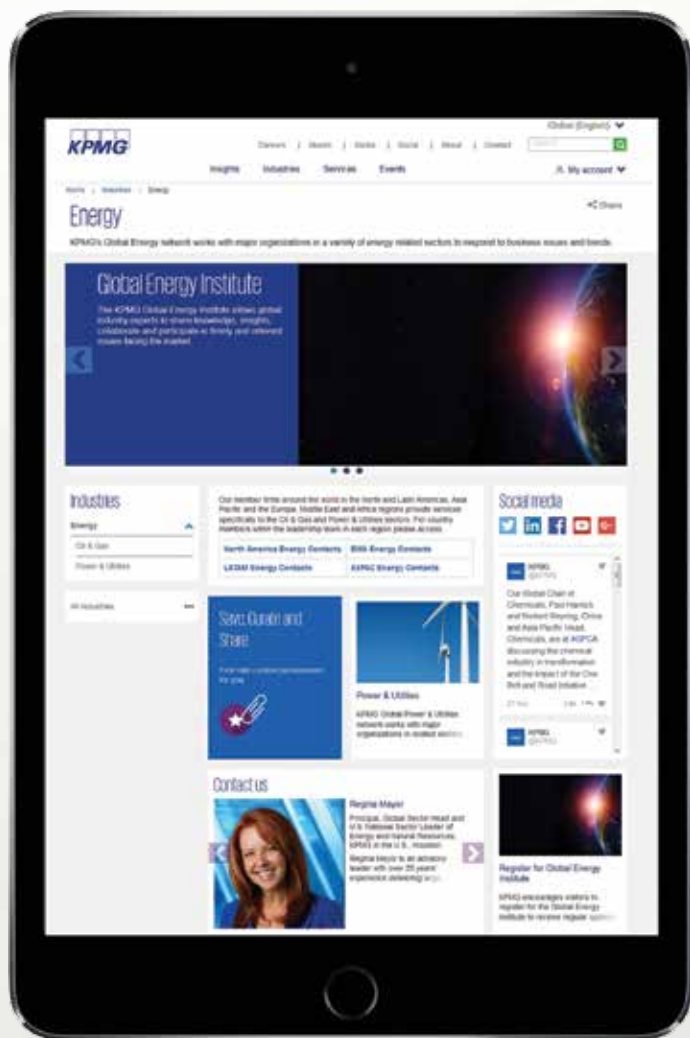 Global (English)
KPMG
Careers | Alumni | Media | Social | About | Contact
Search
Insights Industries Services Events
My account
Home Industries Energy
Energy
Share
KPMG's Global Energy network works with major organizations in a variety of energy related sectors to respond to business issues and trends.
Global Energy Institute
The KPMG Global Energy Institute allows global
industry experts to share knowledge, insights,
collaborate and participate in timely and relevant
issues facing the market.
Industries
Energy
Oil & Gas
Power & Utilities
All Industries
Our member firms around the world in the North and Latin Americas, Asia
Pacific and the Europe, Middle East and Africa regions provide services
specifically to the Oil & Gas and Power & Utilities sectors. For country
members within the leadership team in each region please access
North America Energy Contacts EMA Energy Contacts
LATAM Energy Contacts ASPAC Energy Contacts
Save, Curate and
Share
for you
Power & Utilities
KPMG Global Power & Utilities
network works with major
organizations in related sectors
Social media
KPMG
Our Global Chair of
Chemicals, Paul Harnick
and Norbert Meyring, China
and Asia Pacific Head,
Chemicals, are at
discussing the chemical
industry in transformation
and the impact of the One
Belt and Road Initiative
KPMG
Contact us
Regina Mayor
Principal, Global Sector Head and
U.S. National Sector Leader of
Energy and Natural Resources,
KPMG in the U.S., Houston
Regina Mayor is an advisory
leader with over 25 years'
experience delivering
Register for Global Energy
Institute
KPMG encourages visitors to
register for the Global Energy
Institute to receive regular